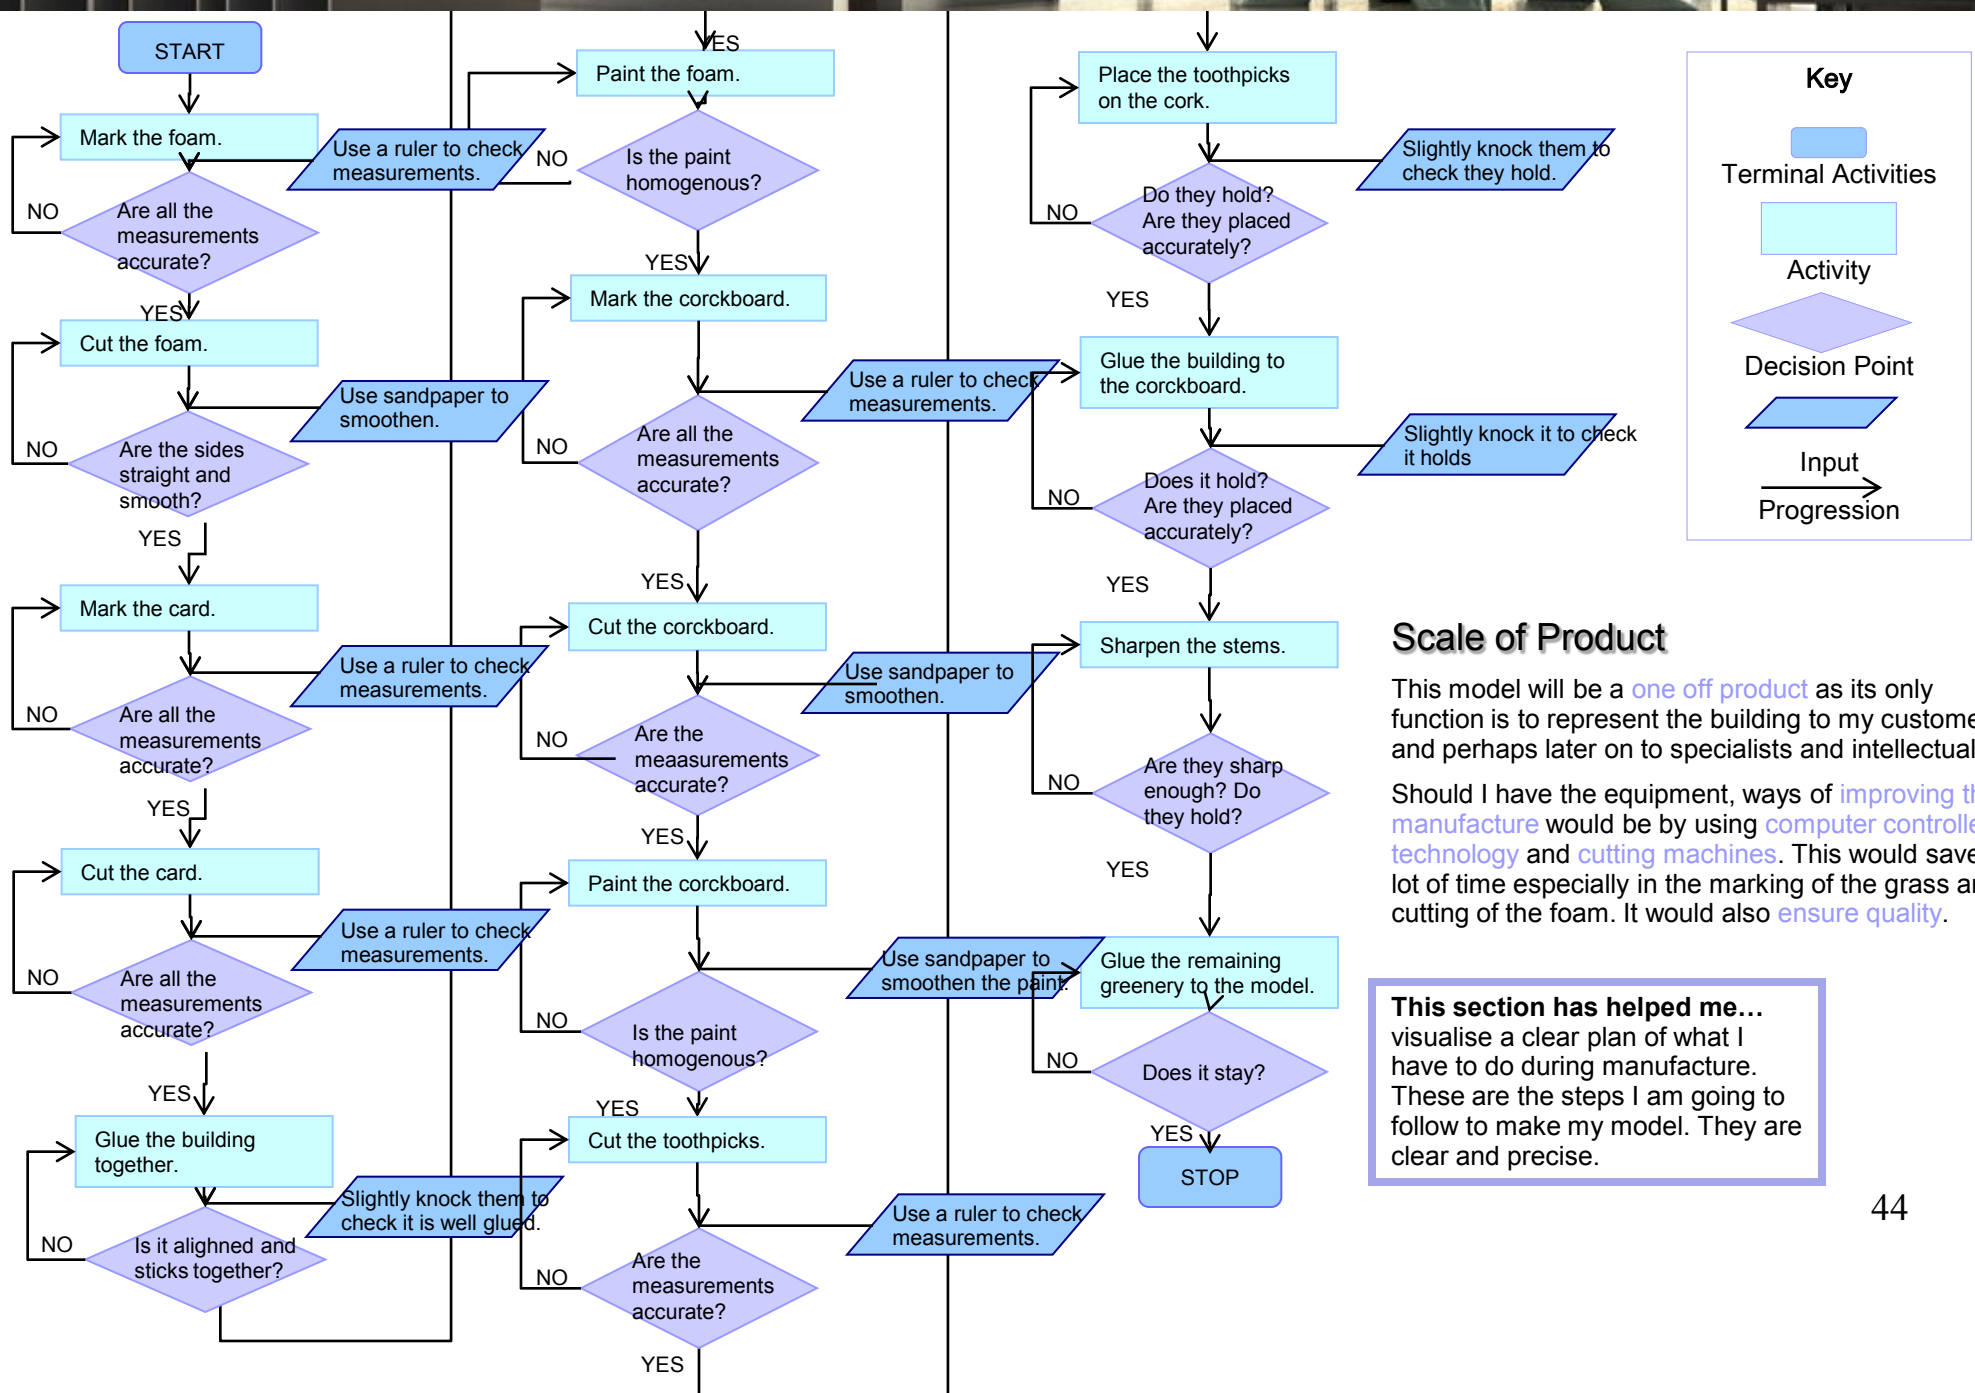 START
Mark the foam.
Use a ruler to check
measurements.
NO
Are all the
measurements
accurate?
YES
Cut the foam.
Use sandpaper to
smoothen.
NO
Are the sides
straight and
smooth?
YES
Mark the card.
Use a ruler to check
measurements.
NO
Are all the
measurements
accurate?
YES
Cut the card.
Use a ruler to check
measurements.
NO
Are all the
measurements
accurate?
YES
Glue the building
together.
Slightly knock them to
check it is well glued.
NO
Is it alighned and
sticks together?
YES
Paint the foam.
NO
Is the paint
homogenous?
YES
Mark the corckboard.
Use a ruler to check
measurements.
NO
Are all the
measurements
accurate?
YES
Cut the corckboard.
Use sandpaper to
smoothen.
NO
Are the
meaasurements
accurate?
YES
Paint the corckboard.
Use sandpaper to
smoothen the paint.
NO
Is the paint
homogenous?
YES
Cut the toothpicks.
Use a ruler to check
measurements.
NO
Are the
measurements
accurate?
YES
Place the toothpicks
on the cork.
Slightly knock them to
check they hold.
NO
Do they hold?
Are they placed
accurately?
YES
Glue the building to
the corckboard.
Slightly knock it to check
it holds
NO
Does it hold?
Are they placed
accurately?
YES
Sharpen the stems.
NO
Are they sharp
enough? Do
they hold?
YES
Glue the remaining
greenery to the model.
NO
Does it stay?
YES
STOP
Key
Terminal Activities
Activity
Decision Point
Input
Progression
Scale of Product
This model will be a one off product as its only
function is to represent the building to my custome
and perhaps later on to specialists and intellectual
Should I have the equipment, ways of improving th
manufacture would be by using computer controlle
technology and cutting machines. This would save
lot of time especially in the marking of the grass an
cutting of the foam. It would also ensure quality.
This section has helped me…
visualise a clear plan of what I
have to do during manufacture.
These are the steps I am going to
follow to make my model. They are
clear and precise.
44